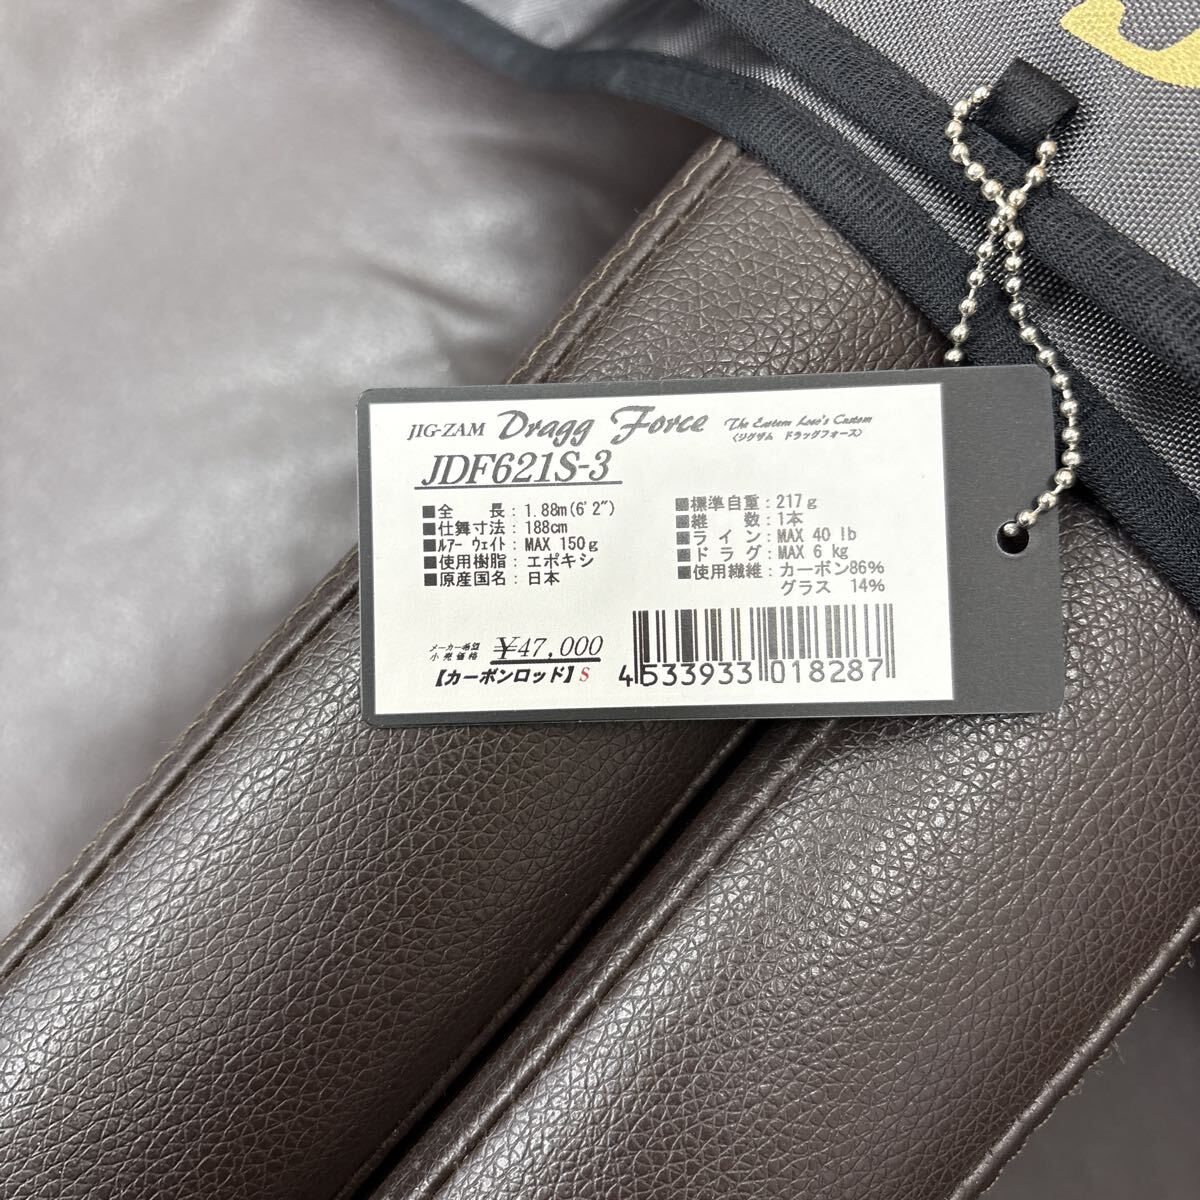 JIG-ZAM Dragg Force The Eastern Loco's Custom
〈ジグザム ドラッグフォース〉
JDF621S-3
■全 長:1.88m(6'2")
■仕舞寸法:188cm
■ルアー ウェイト:MAX 150g
■使用樹脂:エポキシ
■原産国名:日本
■標準自重:217g
■継 数:1本
■ライン:MAX 40 lb
■ドラグ:MAX 6 kg
■使用繊維:カーボン86%
グラス 14%
メーカー希望
小売価格 ¥47,000
【カーボンロッド】S
4 533933 018287